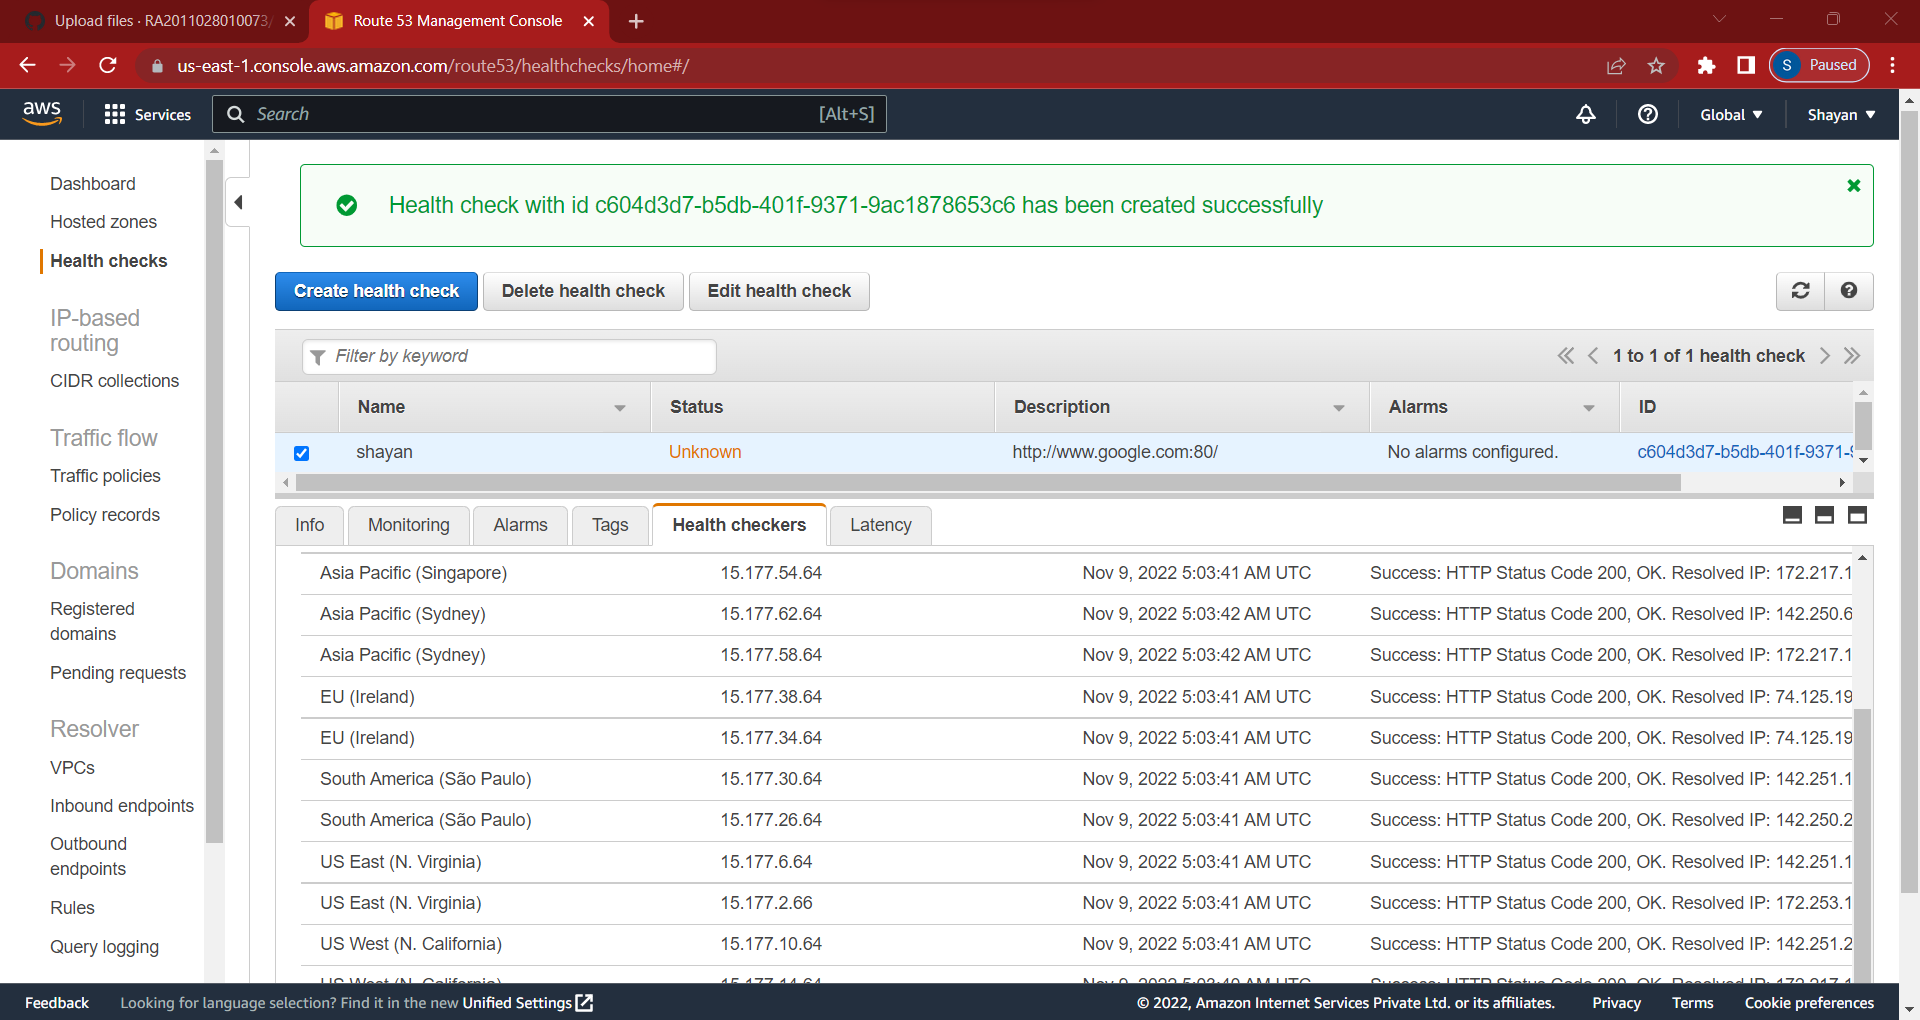 Upload files · RA2011028010073/
Route 53 Management Console
us-east-1.console.aws.amazon.com/route53/healthchecks/home#/
S Paused
aws
Services
Search
[Alt+S]
Global
Shayan
Dashboard
Hosted zones
Health checks
IP-based
routing
CIDR collections
Traffic flow
Traffic policies
Policy records
Domains
Registered
domains
Pending requests
Resolver
VPCs
Inbound endpoints
Outbound
endpoints
Rules
Query logging
Health check with id c604d3d7-b5db-401f-9371-9ac1878653c6 has been created successfully
Create health check
Delete health check
Edit health check
Filter by keyword
1 to 1 of 1 health check
Name Status Description Alarms ID
shayan Unknown http://www.google.com:80/ No alarms configured. c604d3d7-b5db-401f-9371-
Info Monitoring Alarms Tags Health checkers Latency
Asia Pacific (Singapore) 15.177.54.64 Nov 9, 2022 5:03:41 AM UTC Success: HTTP Status Code 200, OK. Resolved IP: 172.217.1
Asia Pacific (Sydney) 15.177.62.64 Nov 9, 2022 5:03:42 AM UTC Success: HTTP Status Code 200, OK. Resolved IP: 142.250.6
Asia Pacific (Sydney) 15.177.58.64 Nov 9, 2022 5:03:42 AM UTC Success: HTTP Status Code 200, OK. Resolved IP: 172.217.1
EU (Ireland) 15.177.38.64 Nov 9, 2022 5:03:41 AM UTC Success: HTTP Status Code 200, OK. Resolved IP: 74.125.19
EU (Ireland) 15.177.34.64 Nov 9, 2022 5:03:41 AM UTC Success: HTTP Status Code 200, OK. Resolved IP: 74.125.19
South America (São Paulo) 15.177.30.64 Nov 9, 2022 5:03:41 AM UTC Success: HTTP Status Code 200, OK. Resolved IP: 142.251.1
South America (São Paulo) 15.177.26.64 Nov 9, 2022 5:03:41 AM UTC Success: HTTP Status Code 200, OK. Resolved IP: 142.250.2
US East (N. Virginia) 15.177.6.64 Nov 9, 2022 5:03:41 AM UTC Success: HTTP Status Code 200, OK. Resolved IP: 142.251.1
US East (N. Virginia) 15.177.2.66 Nov 9, 2022 5:03:41 AM UTC Success: HTTP Status Code 200, OK. Resolved IP: 172.253.1
US West (N. California) 15.177.10.64 Nov 9, 2022 5:03:41 AM UTC Success: HTTP Status Code 200, OK. Resolved IP: 142.251.2
Feedback
Looking for language selection? Find it in the new Unified Settings
© 2022, Amazon Internet Services Private Ltd. or its affiliates.
Privacy
Terms
Cookie preferences